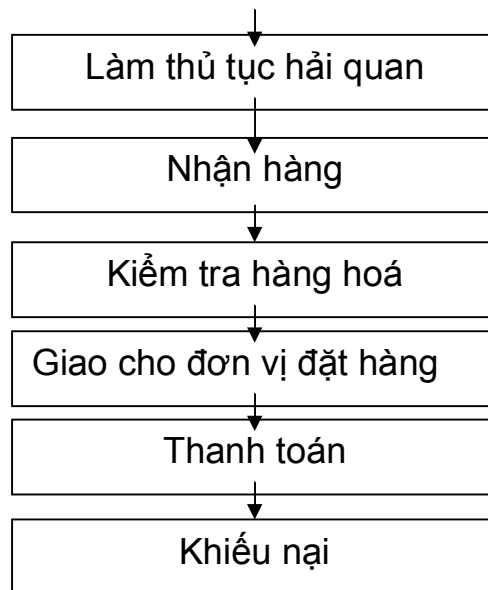 Làm thủ tục hải quan
Nhận hàng
Kiểm tra hàng hoá
Giao cho đơn vị đặt hàng
Thanh toán
Khiếu nại